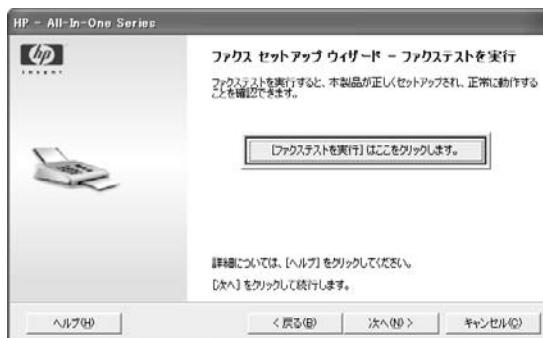 HP - All-In-One Series
hp
invent
ファクス セットアップ ウィザード - ファクステストを実行
ファクステストを実行すると、本製品が正しくセットアップされ、正常に動作する
ことを確認できます。
[ファクステストを実行] はここをクリックします。
詳細については、[ヘルプ] をクリックしてください。
[次へ] をクリックして続行します。
ヘルプ(H)
< 戻る(B)
次へ(N) >
キャンセル(C)